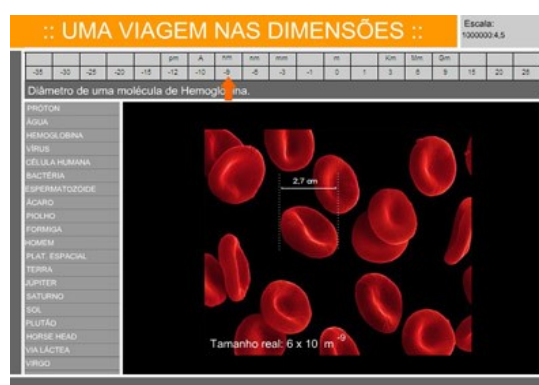 :: UMA VIAGEM NAS DIMENSÕES ::
Escala:
1000000:4,5
pm A nm nm mm m Km Mm Gm
-35 -30 -25 -20 -15 -12 -10 -9 -6 -3 -1 0 1 3 6 9 15 20 25
Diâmetro de uma molécula de Hemoglobina.
PRÓTON
ÁGUA
HEMOGLOBINA
VÍRUS
CÉLULA HUMANA
BACTÉRIA
ESPERMATOZOIDE
ÁCARO
PIOLHO
FORMIGA
HOMEM
PLAT. ESPACIAL
TERRA
JÚPITER
SATURNO
SOL
PLUTÃO
HORSE HEAD
VIA LÁCTEA
VIRGO
2,7 cm
Tamanho real: 6 x 10 m -9